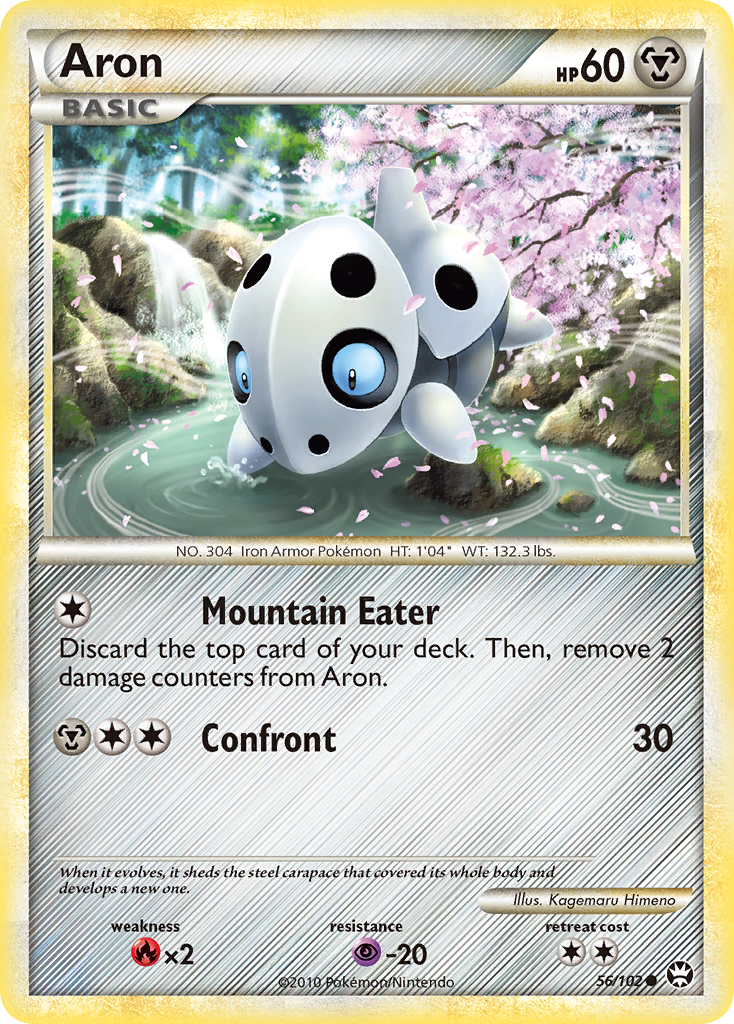 Aron
HP60
BASIC
NO. 304 Iron Armor Pokémon HT: 1'04" WT: 132.3 lbs.
Mountain Eater
Discard the top card of your deck. Then, remove 2
damage counters from Aron.
Confront 30
When it evolves, it sheds the steel carapace that covered its whole body and
develops a new one.
Illus. Kagemaru Himeno
weakness resistance retreat cost
×2 -20
©2010 Pokémon/Nintendo 56/102